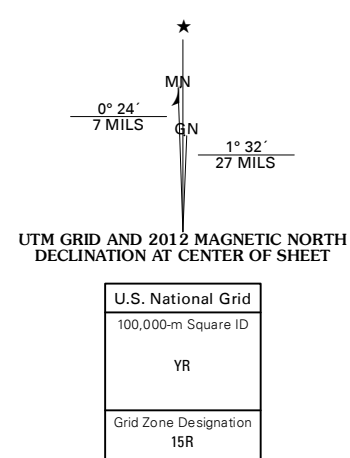 ★
MN
0° 24´
7 MILS
GN
1° 32´
27 MILS
UTM GRID AND 2012 MAGNETIC NORTH
DECLINATION AT CENTER OF SHEET
U.S. National Grid
100,000-m Square ID
YR
Grid Zone Designation
15R